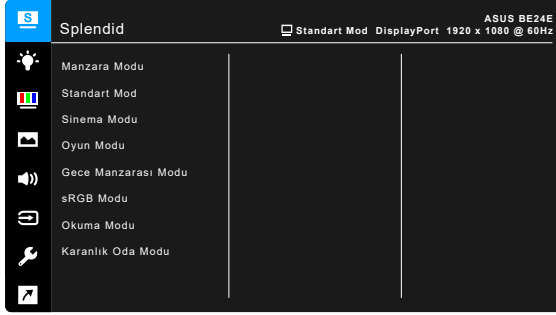 S
ASUS BE24E
Splendid
Standart Mod DisplayPort 1920 x 1080 @ 60Hz
Manzara Modu
Standart Mod
Sinema Modu
Oyun Modu
Gece Manzarası Modu
sRGB Modu
Okuma Modu
Karanlık Oda Modu